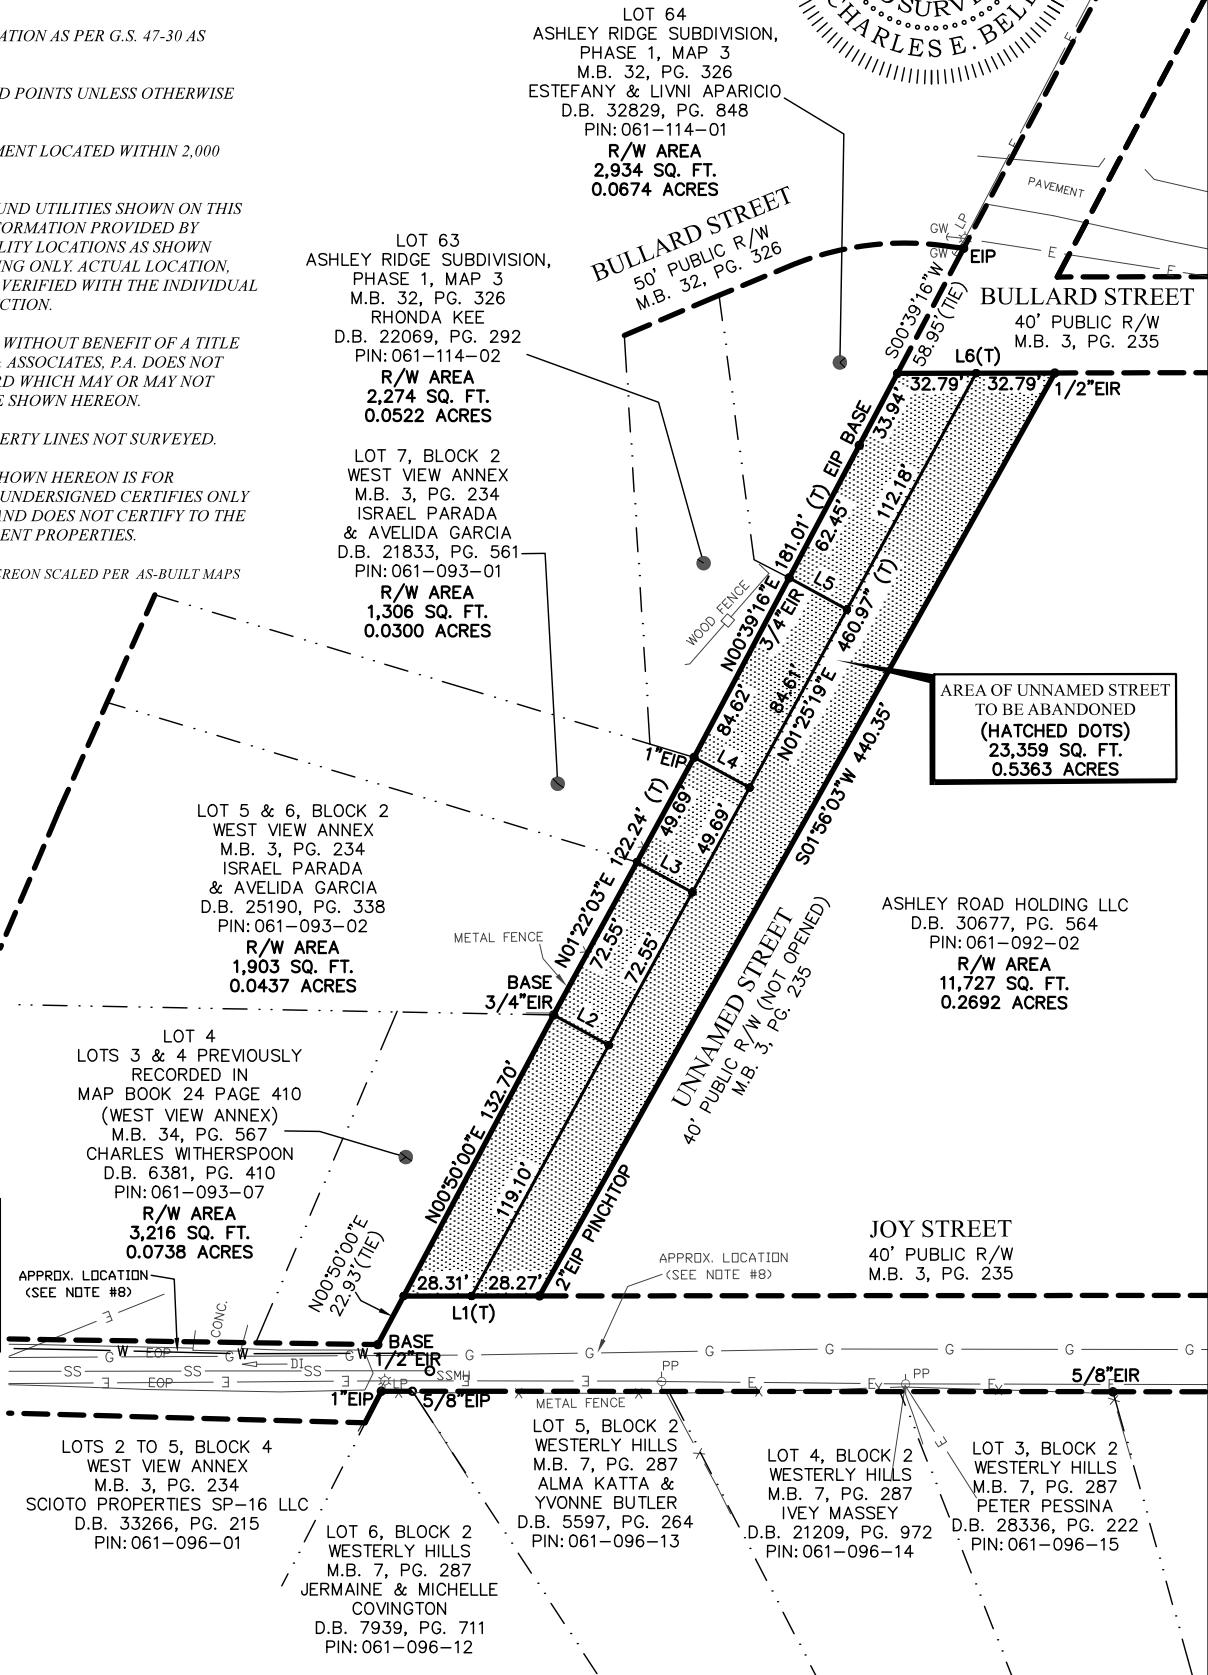 ATION AS PER G.S. 47-30 AS
D POINTS UNLESS OTHERWISE
MENT LOCATED WITHIN 2,000
UND UTILITIES SHOWN ON THIS
FORMATION PROVIDED BY
LITY LOCATIONS AS SHOWN
NG ONLY. ACTUAL LOCATION,
VERIFIED WITH THE INDIVIDUAL
CTION.
WITHOUT BENEFIT OF A TITLE
& ASSOCIATES, P.A. DOES NOT
RD WHICH MAY OR MAY NOT
E SHOWN HEREON.
ERTY LINES NOT SURVEYED.
HOWN HEREON IS FOR
UNDERSIGNED CERTIFIES ONLY
AND DOES NOT CERTIFY TO THE
ENT PROPERTIES.
EREON SCALED PER AS-BUILT MAPS
LOT 64
ASHLEY RIDGE SUBDIVISION,
PHASE 1, MAP 3
M.B. 32, PG. 326
ESTEFANY & LIVNI APARICIO
D.B. 32829, PG. 848
PIN:061-114-01
R/W AREA
2,934 SQ. FT.
0.0674 ACRES
SURV
CHARLES E. BEL
E
E
PAVEMENT
GW
LP
GW
EIP
E
E
BULLARD STREET
50' PUBLIC R/W
M.B. 32, PG. 326
BULLARD STREET
40' PUBLIC R/W
M.B. 3, PG. 235
S00°39'16"W
58.95'(TIE)
L6(T)
32.79'
32.79'
1/2"EIR
LOT 63
ASHLEY RIDGE SUBDIVISION,
PHASE 1, MAP 3
M.B. 32, PG. 326
RHONDA KEE
D.B. 22069, PG. 292
PIN:061-114-02
R/W AREA
2,274 SQ. FT.
0.0522 ACRES
LOT 7, BLOCK 2
WEST VIEW ANNEX
M.B. 3, PG. 234
ISRAEL PARADA
& AVELIDA GARCIA
D.B. 21833, PG. 561
PIN:061-093-01
R/W AREA
1,306 SQ. FT.
0.0300 ACRES
N00°39'16"E 181.01' (T) EIP BASE
33.94'
62.45'
112.18'
L5
3/4"EIR
WOOD FENCE
84.62'
84.61'
N01°25'19"E 460.97' (T)
L4
1"EIP
AREA OF UNNAMED STREET
TO BE ABANDONED
(HATCHED DOTS)
23,359 SQ. FT.
0.5363 ACRES
S01°56'03"W 440.35'
N01°22'03"E 122.24' (T)
49.69'
49.69'
L3
72.55'
72.55'
LOT 5 & 6, BLOCK 2
WEST VIEW ANNEX
M.B. 3, PG. 234
ISRAEL PARADA
& AVELIDA GARCIA
D.B. 25190, PG. 338
PIN:061-093-02
R/W AREA
1,903 SQ. FT.
0.0437 ACRES
METAL FENCE
BASE
3/4"EIR
L2
UNNAMED STREET
40' PUBLIC R/W (NOT OPENED)
M.B. 3, PG. 235
ASHLEY ROAD HOLDING LLC
D.B. 30677, PG. 564
PIN:061-092-02
R/W AREA
11,727 SQ. FT.
0.2692 ACRES
LOT 4
LOTS 3 & 4 PREVIOUSLY
RECORDED IN
MAP BOOK 24 PAGE 410
(WEST VIEW ANNEX)
M.B. 34, PG. 567
CHARLES WITHERSPOON
D.B. 6381, PG. 410
PIN:061-093-07
R/W AREA
3,216 SQ. FT.
0.0738 ACRES
N00°50'00"E 132.70'
119.10'
2"EIP PINCHTOP
N00°50'00"E
22.93'(TIE)
28.31'
28.27'
L1(T)
JOY STREET
40' PUBLIC R/W
M.B. 3, PG. 235
APPROX. LOCATION
(SEE NOTE #8)
APPROX. LOCATION
(SEE NOTE #8)
E
CONC.
BASE
1/2"EIR
G W EOP G W G W G G G G G G G
DI
SS SS SS SSMH
PP
PP
E EOP E E LP E E E E E
5/8"EIR
1"EIP
5/8"EIP
METAL FENCE
E
LOTS 2 TO 5, BLOCK 4
WEST VIEW ANNEX
M.B. 3, PG. 234
SCIOTO PROPERTIES SP-16 LLC
D.B. 33266, PG. 215
PIN:061-096-01
LOT 6, BLOCK 2
WESTERLY HILLS
M.B. 7, PG. 287
JERMAINE & MICHELLE
COVINGTON
D.B. 7939, PG. 711
PIN:061-096-12
LOT 5, BLOCK 2
WESTERLY HILLS
M.B. 7, PG. 287
ALMA KATTA &
YVONNE BUTLER
D.B. 5597, PG. 264
PIN:061-096-13
LOT 4, BLOCK 2
WESTERLY HILLS
M.B. 7, PG. 287
IVEY MASSEY
D.B. 21209, PG. 972
PIN:061-096-14
LOT 3, BLOCK 2
WESTERLY HILLS
M.B. 7, PG. 287
PETER PESSINA
D.B. 28336, PG. 222
PIN:061-096-15